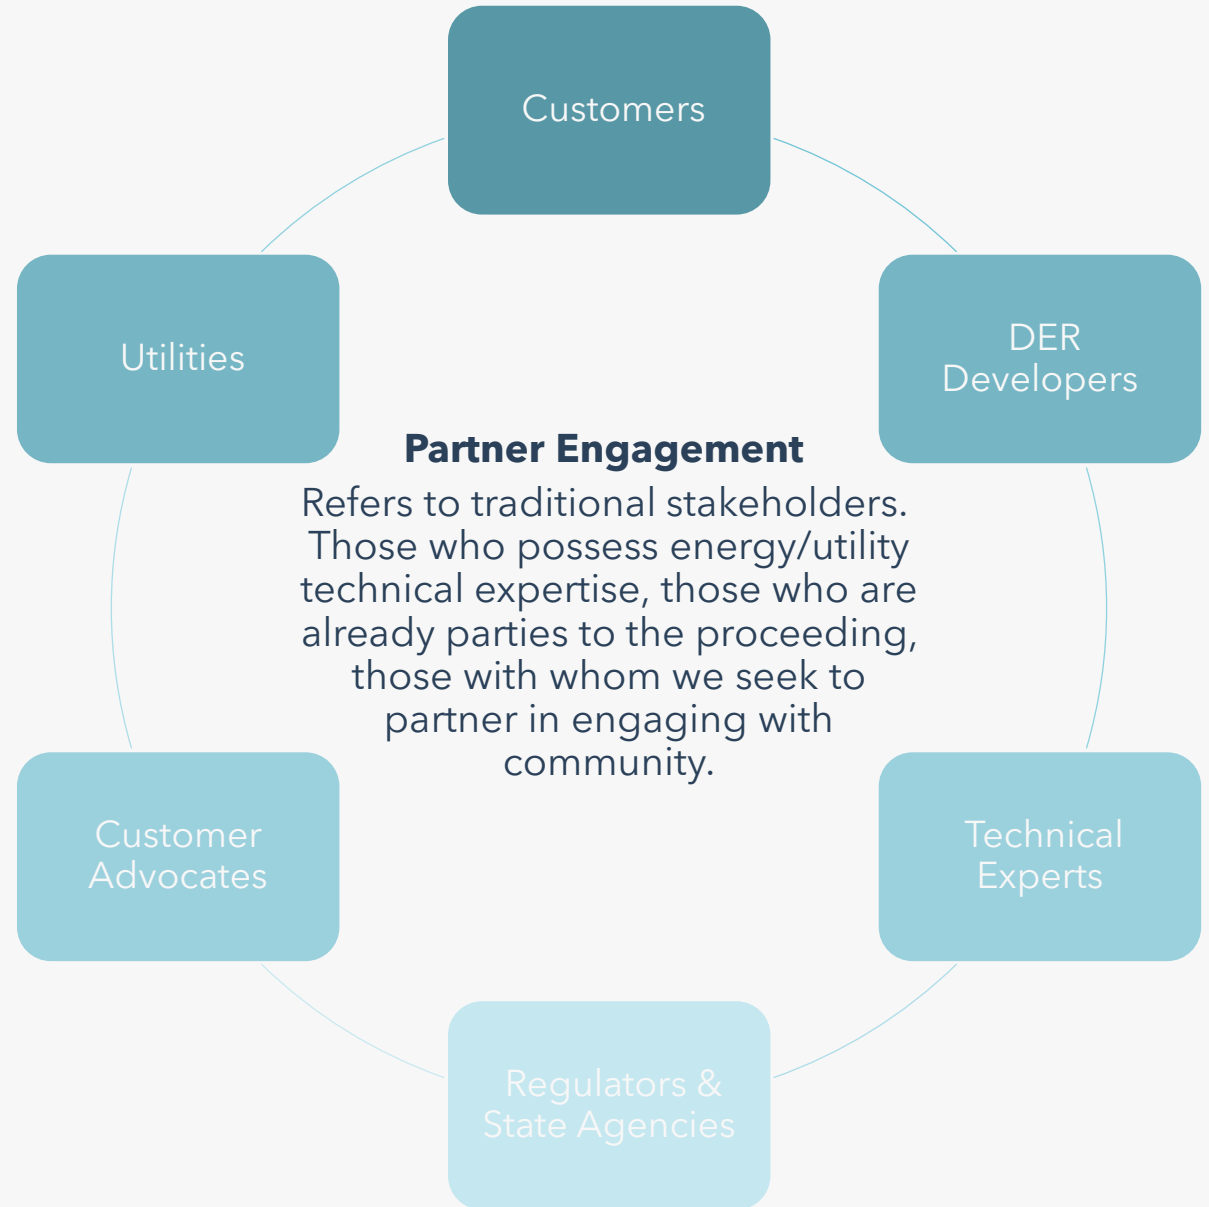 Customers
Utilities
DER
Developers
Partner Engagement
Refers to traditional stakeholders.
Those who possess energy/utility
technical expertise, those who are
already parties to the proceeding,
those with whom we seek to
partner in engaging with
community.
Customer
Advocates
Technical
Experts
Regulators &
State Agencies